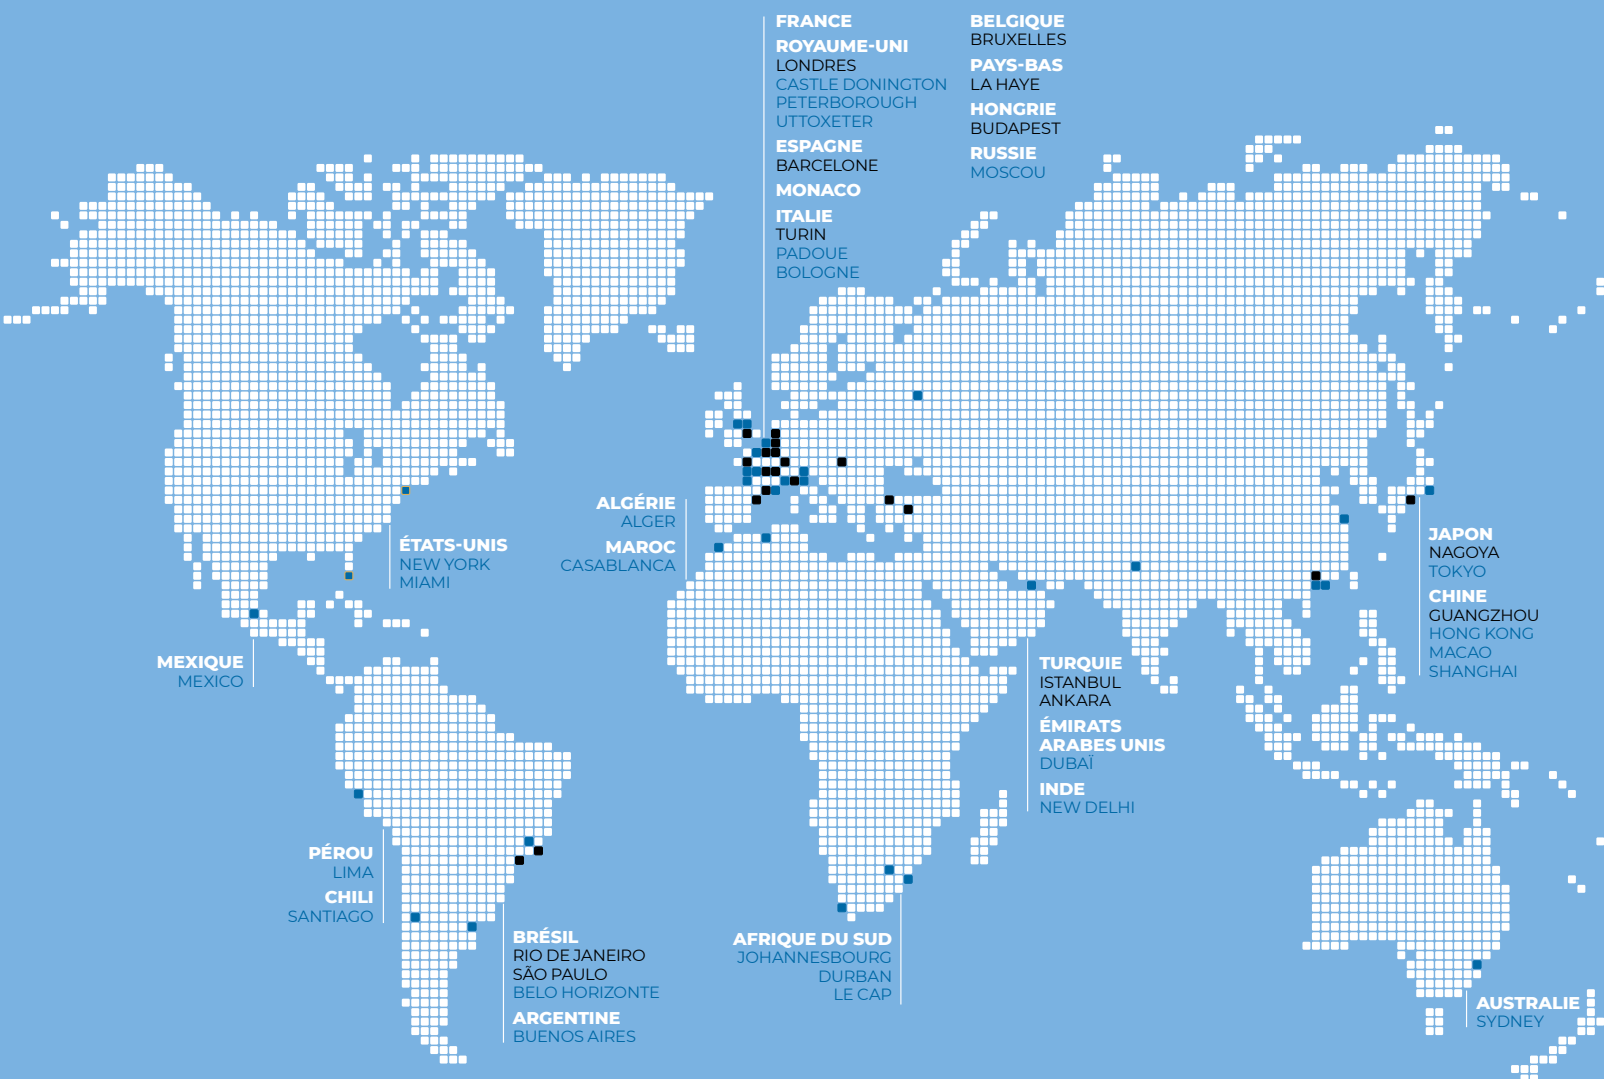 FRANCE
ROYAUME-UNI
LONDRES
CASTLE DONINGTON
PETERBOROUGH
UTTOXETER
ESPAGNE
BARCELONE
MONACO
ITALIE
TURIN
PADOUE
BOLOGNE
BELGIQUE
BRUXELLES
PAYS-BAS
LA HAYE
HONGRIE
BUDAPEST
RUSSIE
MOSCOU
ALGÉRIE
ALGER
MAROC
CASABLANCA
ÉTATS-UNIS
NEW YORK
MIAMI
MEXIQUE
MEXICO
JAPON
NAGOYA
TOKYO
CHINE
GUANGZHOU
HONG KONG
MACAO
SHANGHAI
TURQUIE
ISTANBUL
ANKARA
ÉMIRATS
ARABES UNIS
DUBAÏ
INDE
NEW DELHI
PÉROU
LIMA
CHILI
SANTIAGO
BRÉSIL
RIO DE JANEIRO
SÃO PAULO
BELO HORIZONTE
ARGENTINE
BUENOS AIRES
AFRIQUE DU SUD
JOHANNESBOURG
DURBAN
LE CAP
AUSTRALIE
SYDNEY